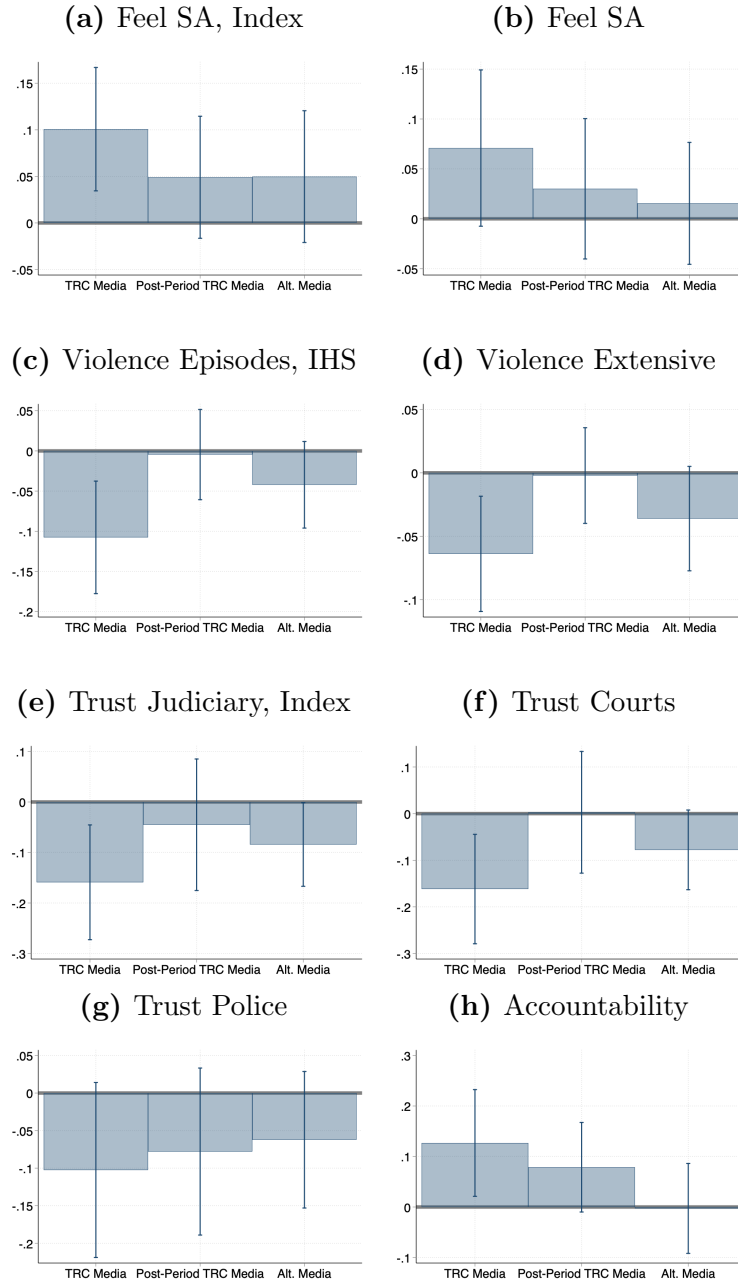 (a) Feel SA, Index
.15
.1
.05
0
-.05
TRC Media Post-Period TRC Media Alt. Media
(b) Feel SA
.15
.1
.05
0
-.05
TRC Media Post-Period TRC Media Alt. Media
(c) Violence Episodes, IHS
.05
0
-.05
-.1
-.15
-.2
TRC Media Post-Period TRC Media Alt. Media
(d) Violence Extensive
.05
0
-.05
-.1
TRC Media Post-Period TRC Media Alt. Media
(e) Trust Judiciary, Index
.1
0
-.1
-.2
-.3
TRC Media Post-Period TRC Media Alt. Media
(f) Trust Courts
.1
0
-.1
-.2
-.3
TRC Media Post-Period TRC Media Alt. Media
(g) Trust Police
.05
0
-.05
-.1
-.15
-.2
TRC Media Post-Period TRC Media Alt. Media
(h) Accountability
.3
.2
.1
0
-.1
TRC Media Post-Period TRC Media Alt. Media